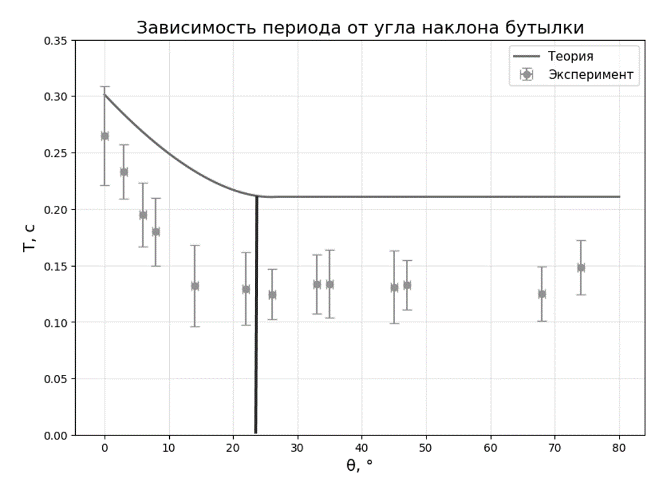 Зависимость периода от угла наклона бутылки
Теория
Эксперимент
T, с
0.35
0.30
0.25
0.20
0.15
0.10
0.05
0.00
0 10 20 30 40 50 60 70 80
θ, °